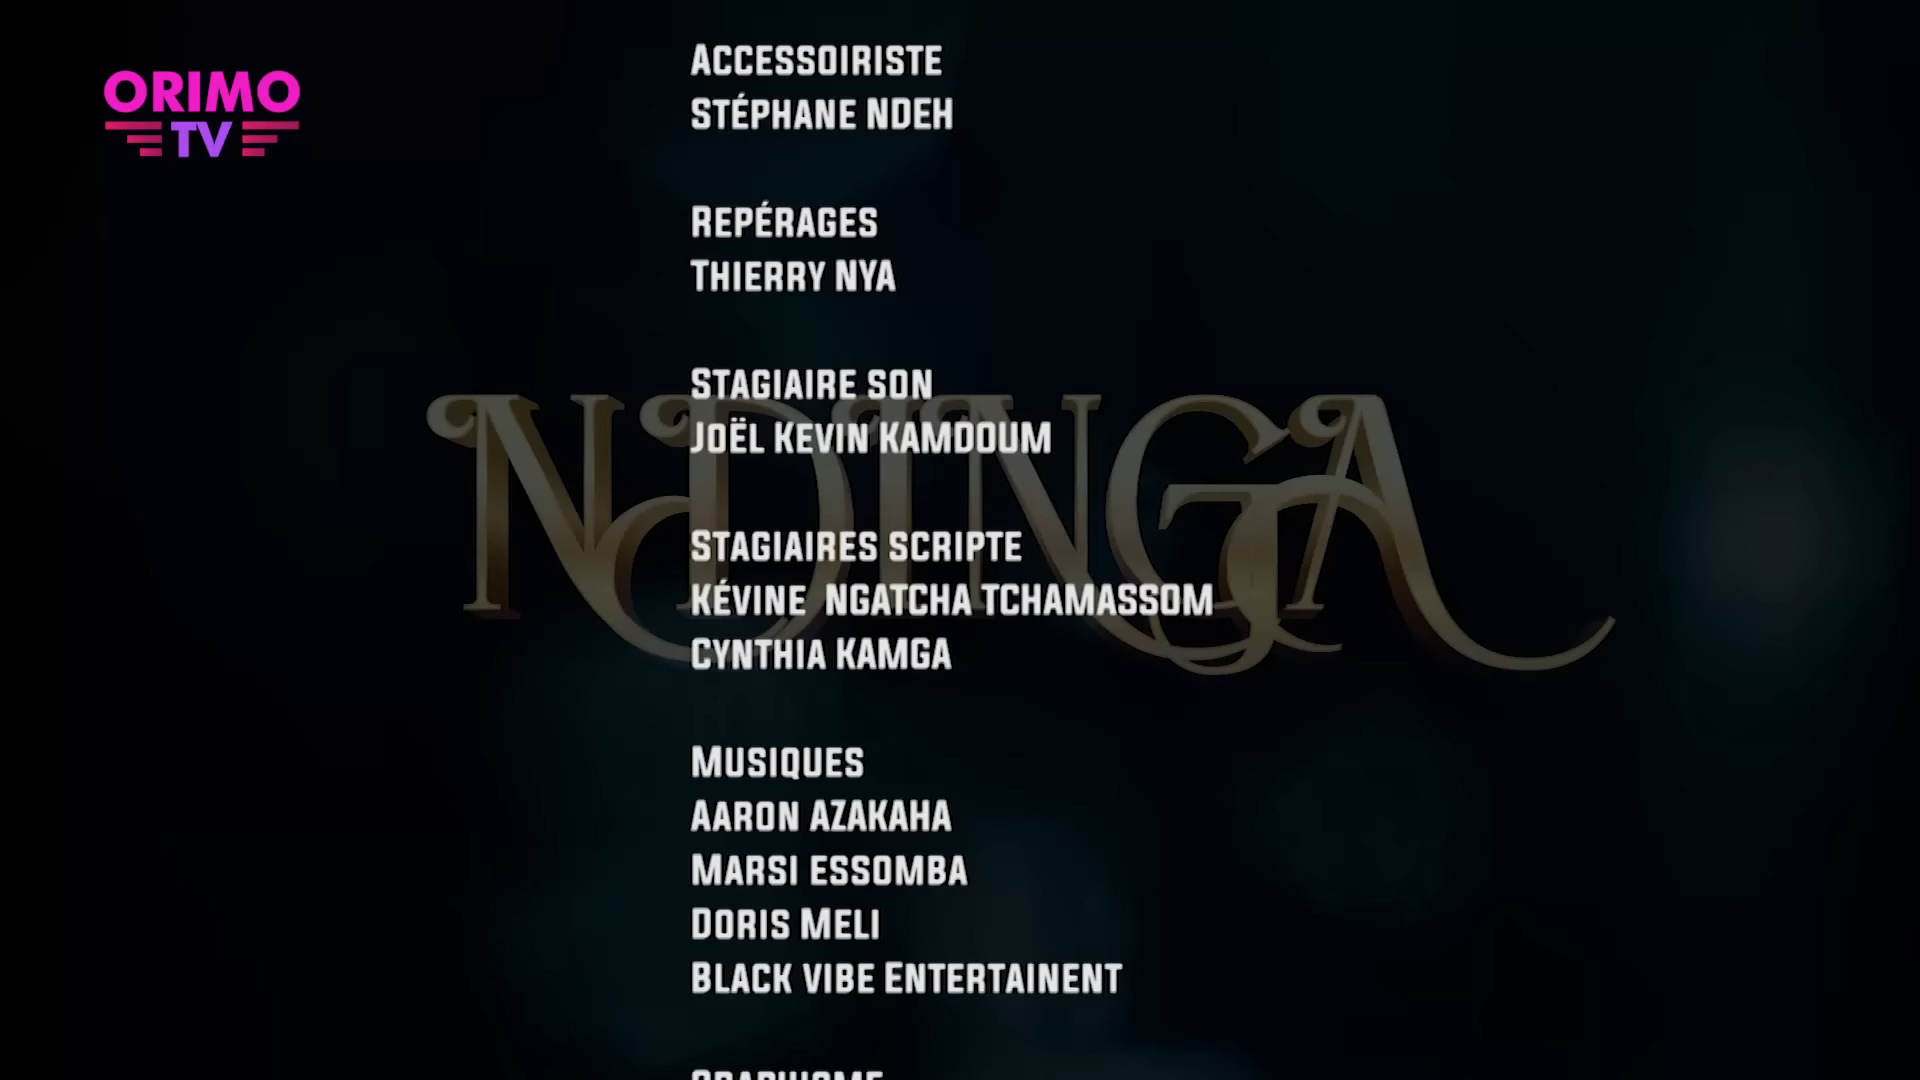 ORIMO
TV
ACCESSOIRISTE
STÉPHANE NDEH
REPÉRAGES
THIERRY NYA
STAGIAIRE SON
JOËL KEVIN KAMDOUM
NDINGA
STAGIAIRES SCRIPTE
KÉVINE NGATCHA TCHAMASSOM
CYNTHIA KAMGA
MUSIQUES
AARON AZAKAHA
MARSI ESSOMBA
DORIS MELI
BLACK VIBE ENTERTAINENT